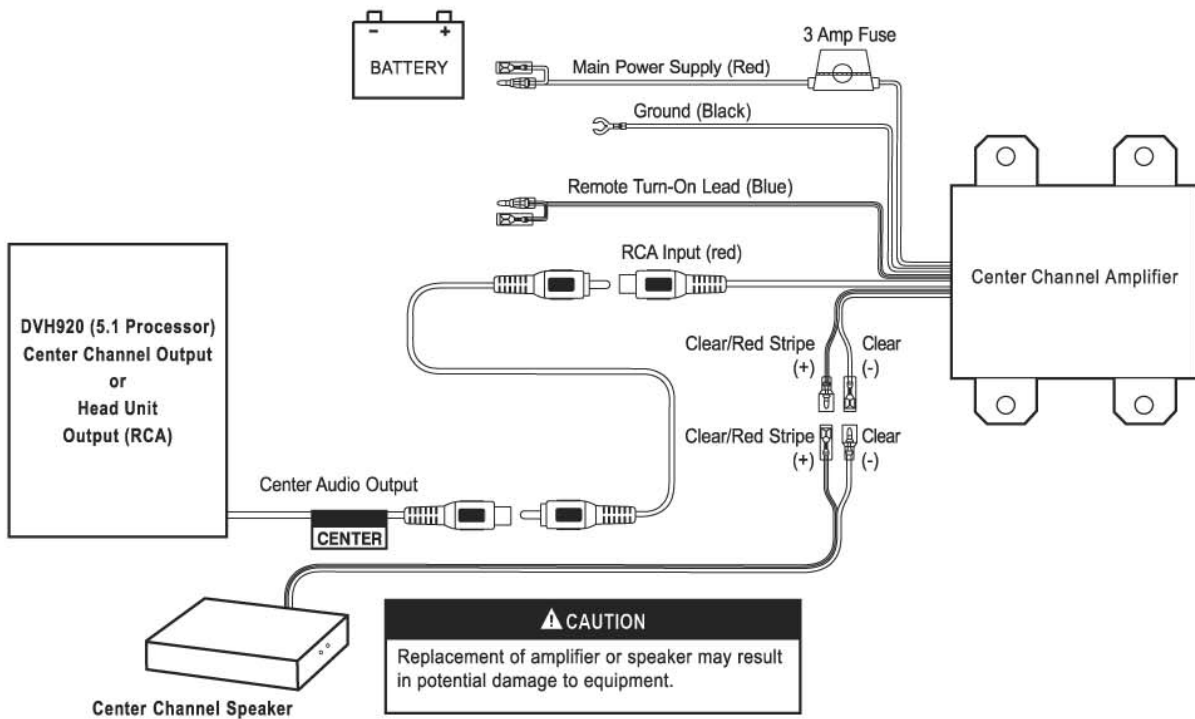 3 Amp Fuse
- +
BATTERY
Main Power Supply (Red)
Ground (Black)
Remote Turn-On Lead (Blue)
RCA Input (red)
Center Channel Amplifier
DVH920 (5.1 Processor)
Center Channel Output
or
Head Unit
Output (RCA)
Clear/Red Stripe
(+)
Clear
(-)
Clear/Red Stripe
(+)
Clear
(-)
Center Audio Output
CENTER
CAUTION
Replacement of amplifier or speaker may result
in potential damage to equipment.
Center Channel Speaker